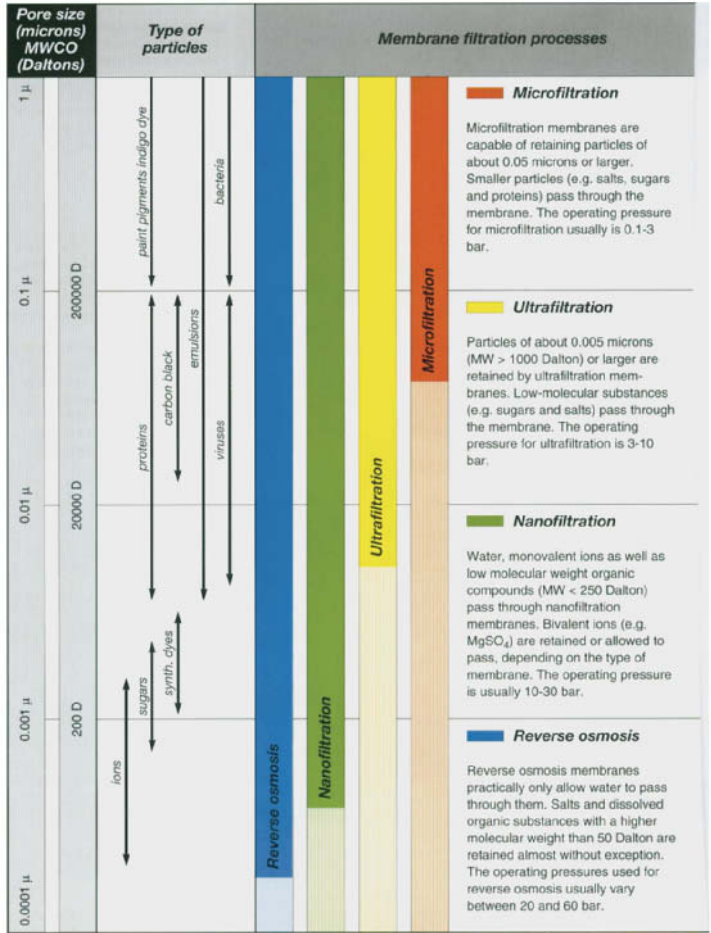 Pore size
(microns)
MWCO
(Daltons)
Type of
particles
Membrane filtration processes
1 µ
0.1 µ
0.01 µ
0.001 µ
0.0001 µ
200000 D
20000 D
200 D
paint pigments indigo dye
bacteria
emulsions
proteins
carbon black
viruses
synth. dyes
sugars
ions
Reverse osmosis
Nanofiltration
Ultrafiltration
Microfiltration
Microfiltration
Microfiltration membranes are
capable of retaining particles of
about 0.05 microns or larger.
Smaller particles (e.g. salts, sugars
and proteins) pass through the
membrane. The operating pressure
for microfiltration usually is 0.1-3
bar.
Ultrafiltration
Particles of about 0.005 microns
(MW > 1000 Dalton) or larger are
retained by ultrafiltration mem-
branes. Low-molecular substances
(e.g. sugars and salts) pass through
the membrane. The operating
pressure for ultrafiltration is 3-10
bar.
Nanofiltration
Water, monovalent ions as well as
low molecular weight organic
compounds (MW < 250 Dalton)
pass through nanofiltration
membranes. Bivalent ions (e.g.
MgSO₄) are retained or allowed to
pass, depending on the type of
membrane. The operating pressure
is usually 10-30 bar.
Reverse osmosis
Reverse osmosis membranes
practically only allow water to pass
through them. Salts and dissolved
organic substances with a higher
molecular weight than 50 Dalton are
retained almost without exception.
The operating pressures used for
reverse osmosis usually vary
between 20 and 60 bar.